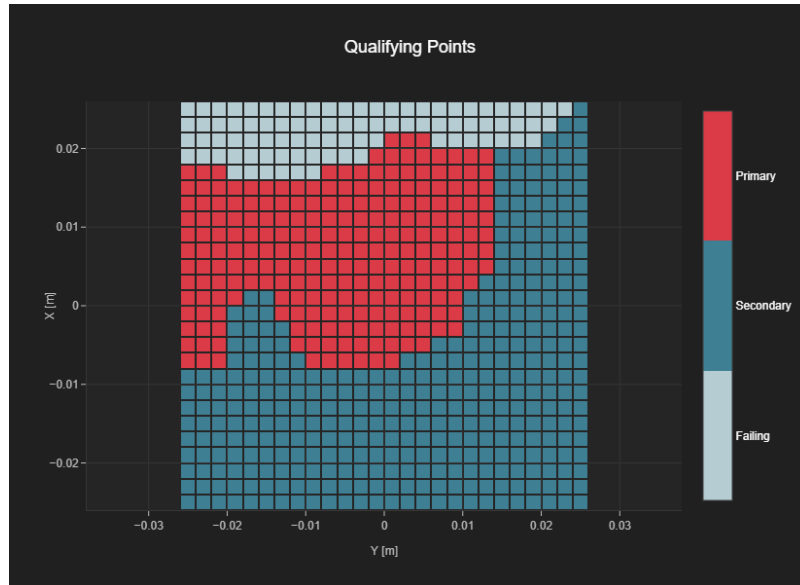 Qualifying Points
Primary
Secondary
Failing
X [m]
0.02
0.01
0
−0.01
−0.02
−0.03
−0.02
−0.01
0
0.01
0.02
0.03
Y [m]